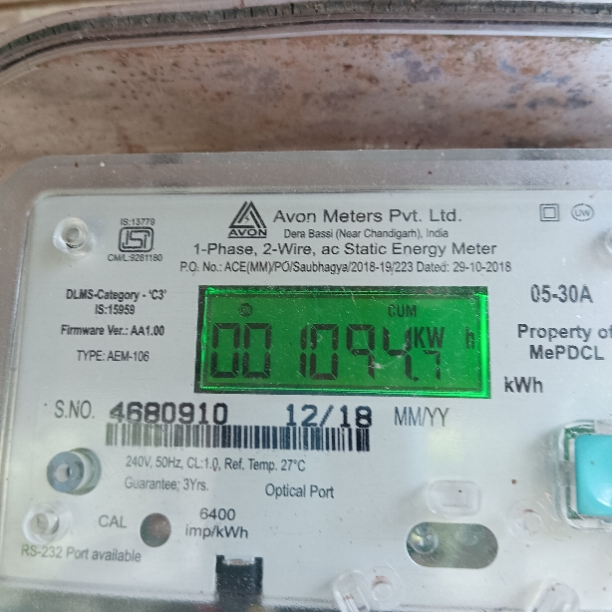 IS:13779
ISI
CM/L:9281180
AVON
Avon Meters Pvt. Ltd.
Dera Bassi (Near Chandigarh), India
1-Phase, 2-Wire, ac Static Energy Meter
P.O. No.: ACE(MM)/PO/Saubhagya/2018-19/223 Dated: 29-10-2018
UW
DLMS-Category - 'C3'
IS:15959
Firmware Ver.: AA1.00
TYPE: AEM-106
CUM
001094.7 KW h
05-30A
Property of
MePDCL
kWh
S.NO. 4680910 12/18 MM/YY
240V, 50Hz, CL:1.0, Ref. Temp. 27°C
Guarantee: 3Yrs.
Optical Port
CAL
6400
imp/kWh
RS-232 Port available